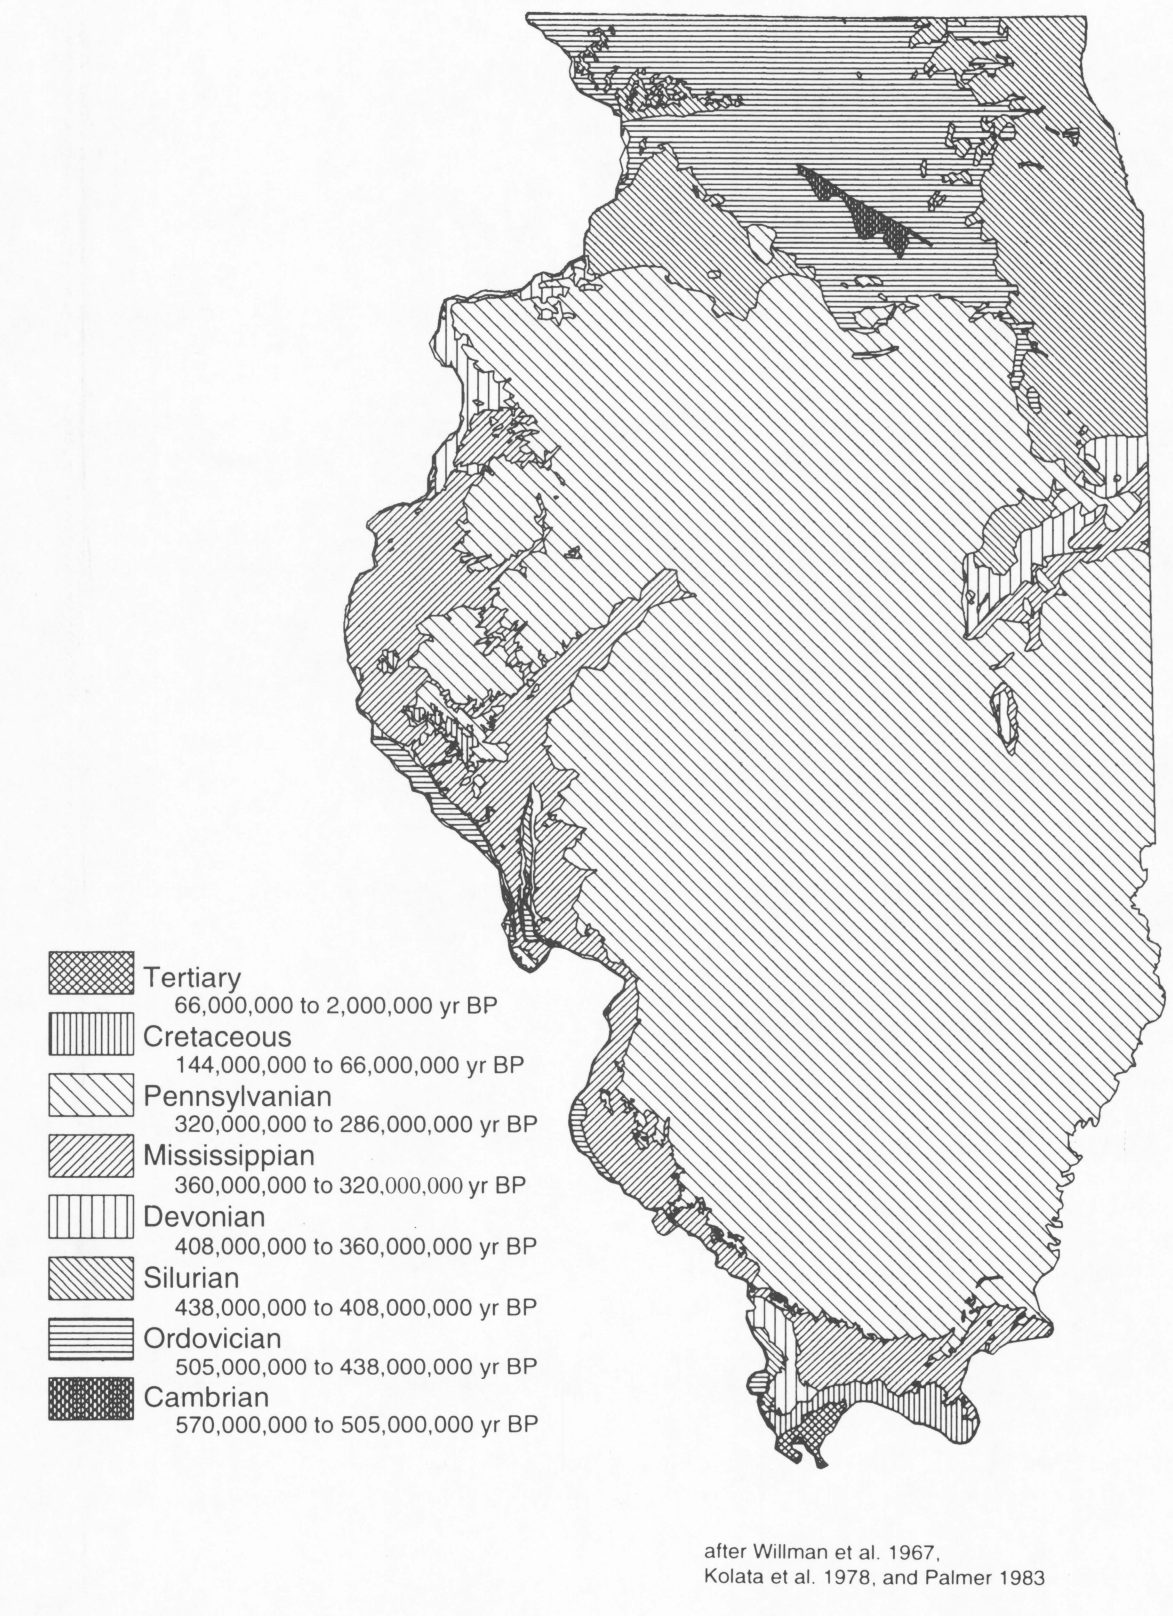 Tertiary
66,000,000 to 2,000,000 yr BP
Cretaceous
144,000,000 to 66,000,000 yr BP
Pennsylvanian
320,000,000 to 286,000,000 yr BP
Mississippian
360,000,000 to 320,000,000 yr BP
Devonian
408,000,000 to 360,000,000 yr BP
Silurian
438,000,000 to 408,000,000 yr BP
Ordovician
505,000,000 to 438,000,000 yr BP
Cambrian
570,000,000 to 505,000,000 yr BP
after Willman et al. 1967,
Kolata et al. 1978, and Palmer 1983